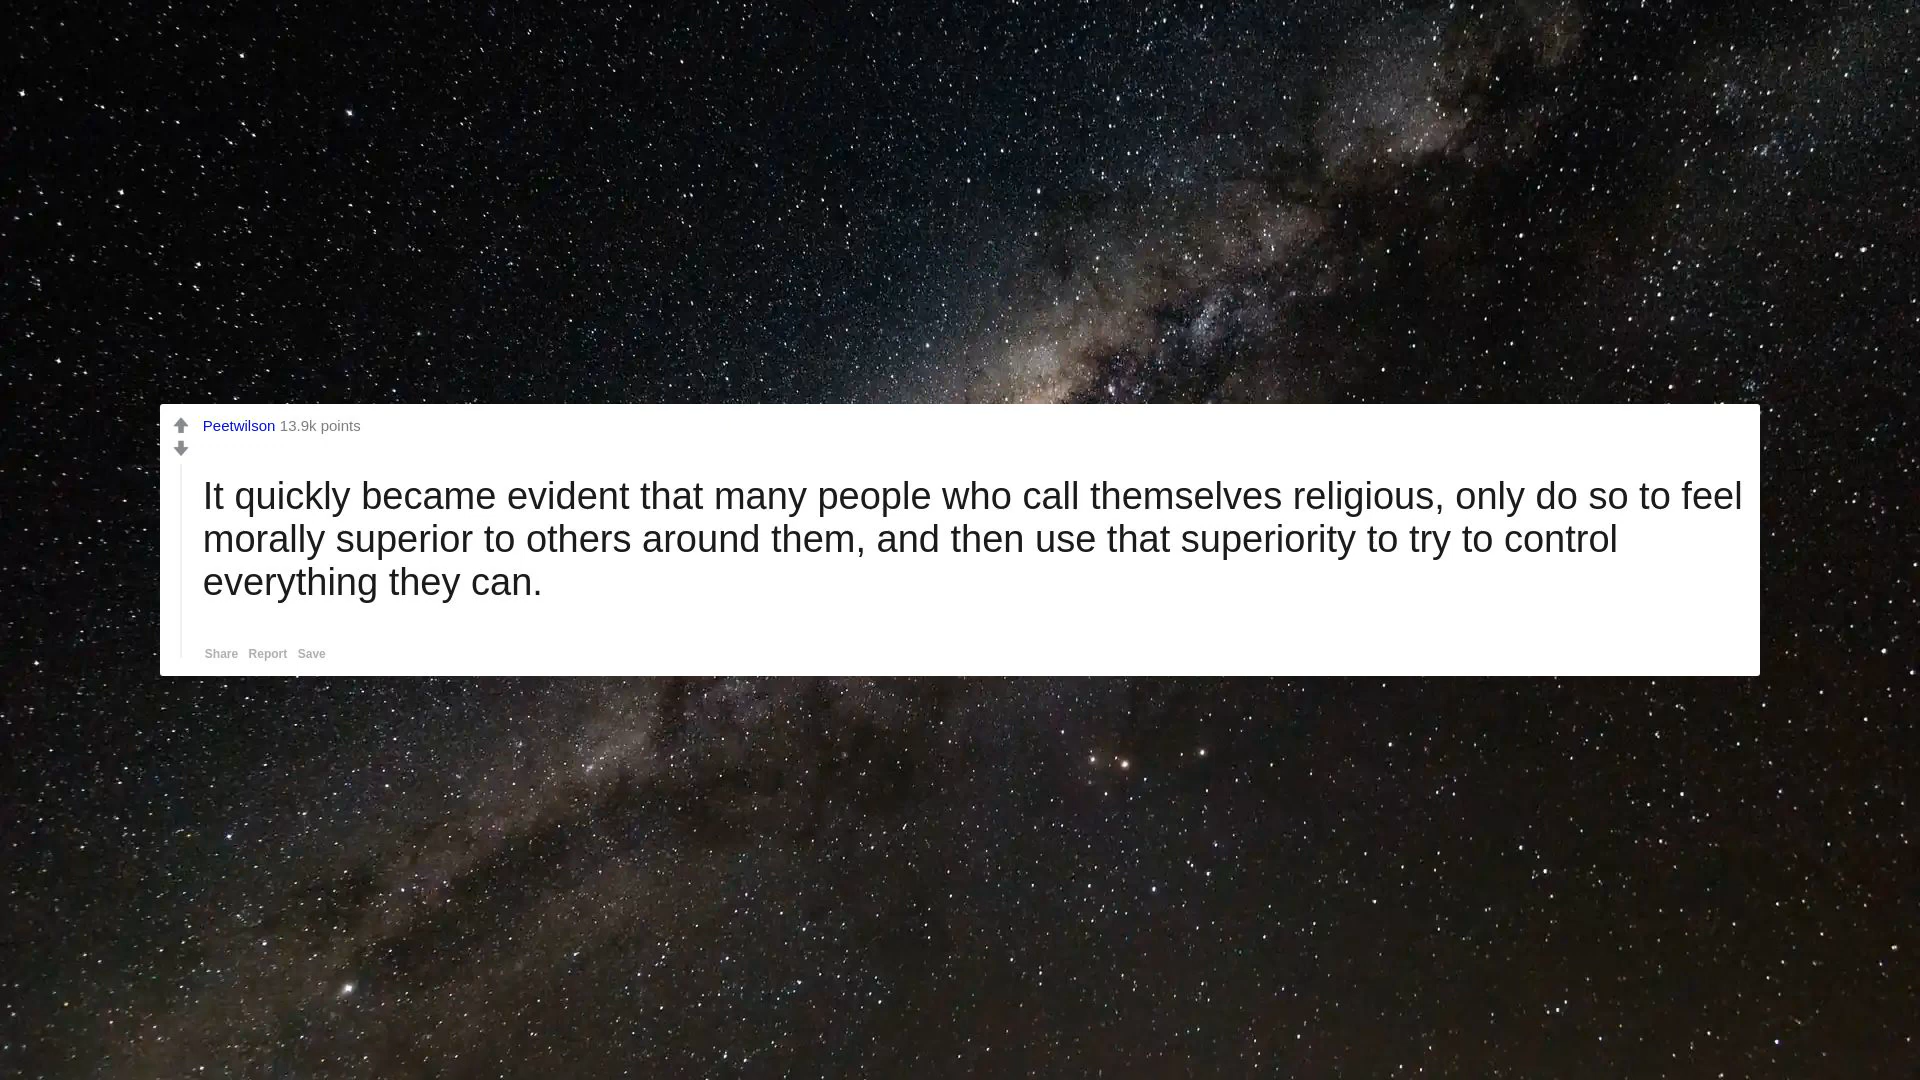 Peetwilson 13.9k points
It quickly became evident that many people who call themselves religious, only do so to feel
morally superior to others around them, and then use that superiority to try to control
everything they can.
Share Report Save